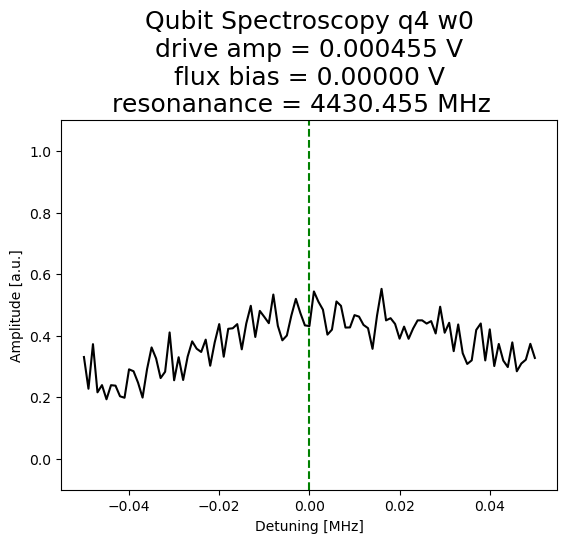 Qubit Spectroscopy q4 w0
drive amp = 0.000455 V
flux bias = 0.00000 V
resonanance = 4430.455 MHz
1.0
0.8
0.6
0.4
0.2
0.0
Amplitude [a.u.]
−0.04 −0.02 0.00 0.02 0.04
Detuning [MHz]